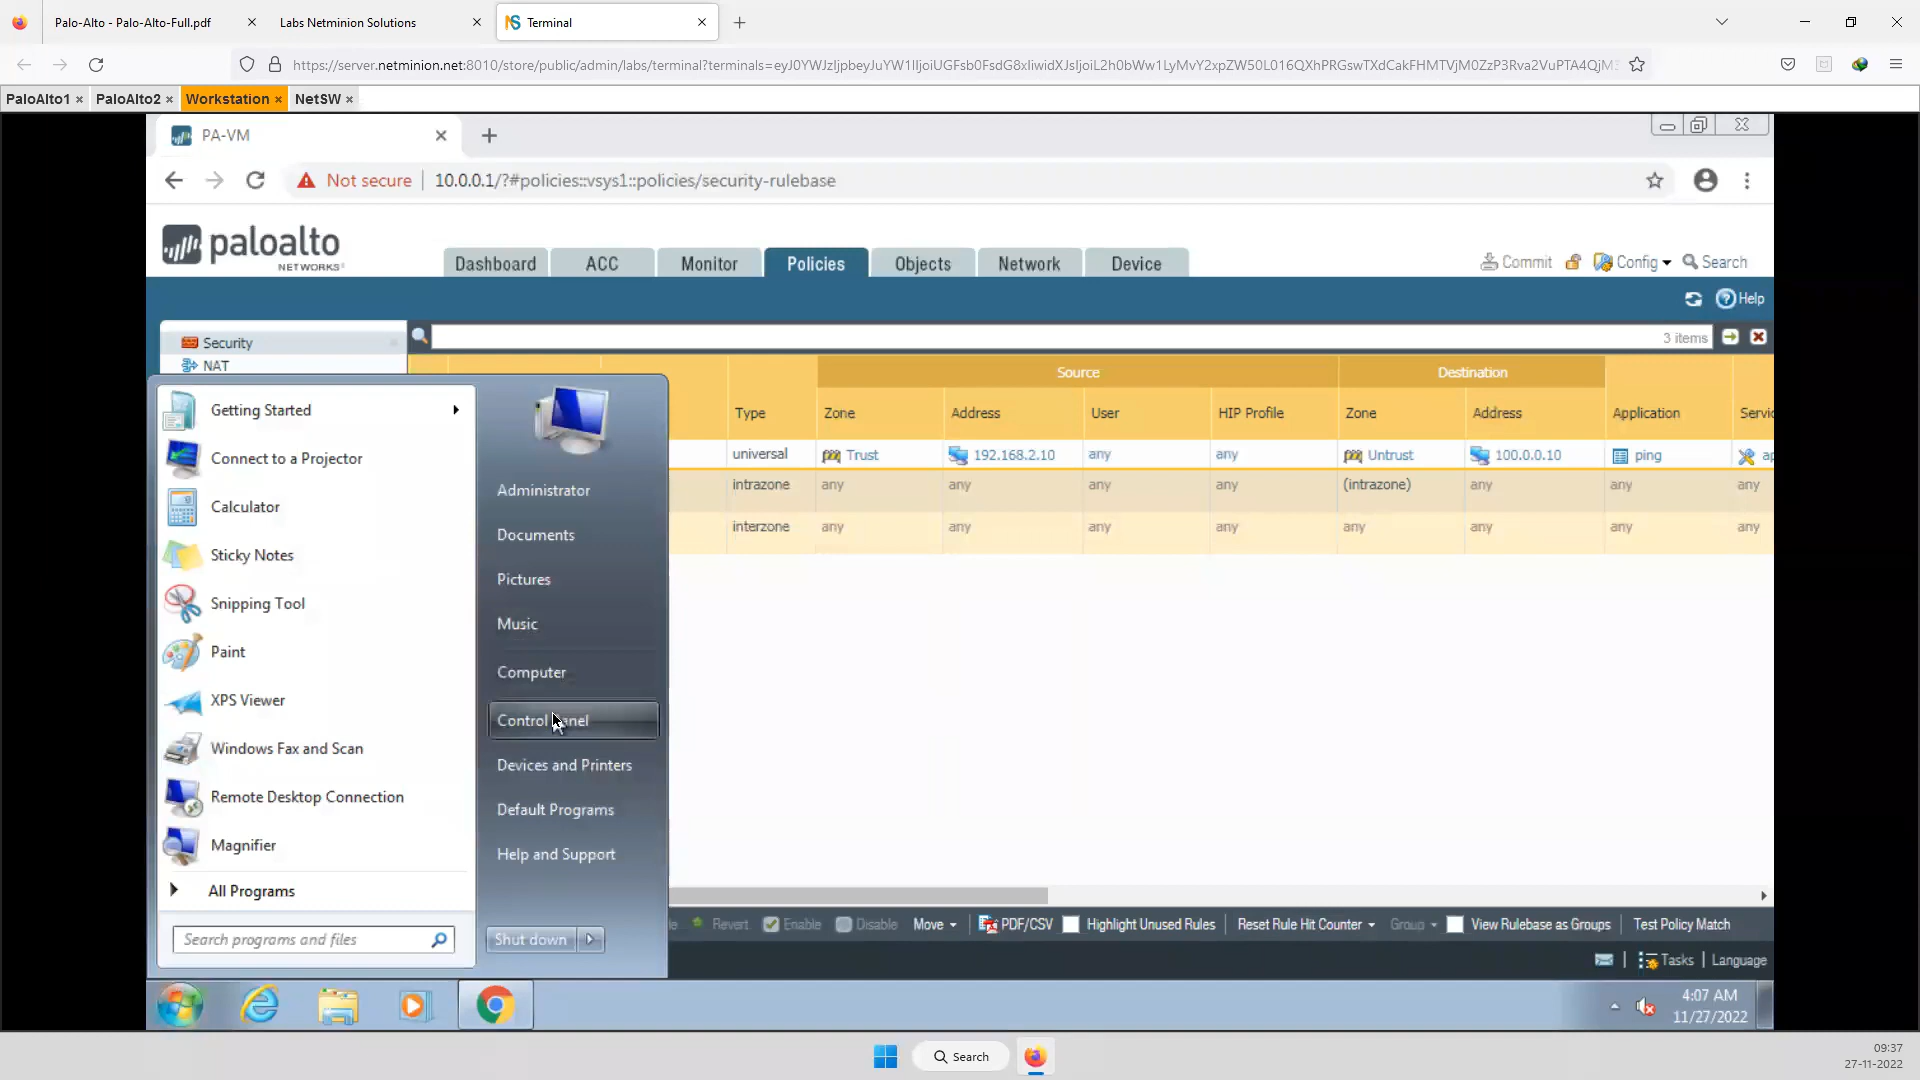 Palo-Alto - Palo-Alto-Full.pdf
Labs Netminion Solutions
Terminal
https://server.netminion.net:8010/store/public/admin/labs/terminal?terminals=
PaloAlto1
PaloAlto2
Workstation
NetSW
PA-VM
Not secure
10.0.0.1/?#policies::vsys1::policies/security-rulebase
paloalto
NETWORKS
Dashboard
ACC
Monitor
Policies
Objects
Network
Device
Commit
Config
Search
Help
Security
NAT
3 items
Source
Destination
Type
Zone
Address
User
HIP Profile
Zone
Address
Application
universal
Trust
192.168.2.10
any
any
Untrust
100.0.0.10
ping
intrazone
any
any
any
any
(intrazone)
any
any
any
interzone
any
any
any
any
any
any
any
any
Getting Started
Connect to a Projector
Calculator
Sticky Notes
Snipping Tool
Paint
XPS Viewer
Windows Fax and Scan
Remote Desktop Connection
Magnifier
All Programs
Search programs and files
Administrator
Documents
Pictures
Music
Computer
Control Panel
Devices and Printers
Default Programs
Help and Support
Shut down
Revert
Enable
Disable
Move
PDF/CSV
Highlight Unused Rules
Reset Rule Hit Counter
Group
View Rulebase as Groups
Test Policy Match
Tasks
Language
4:07 AM
11/27/2022
Search
09:37
27-11-2022